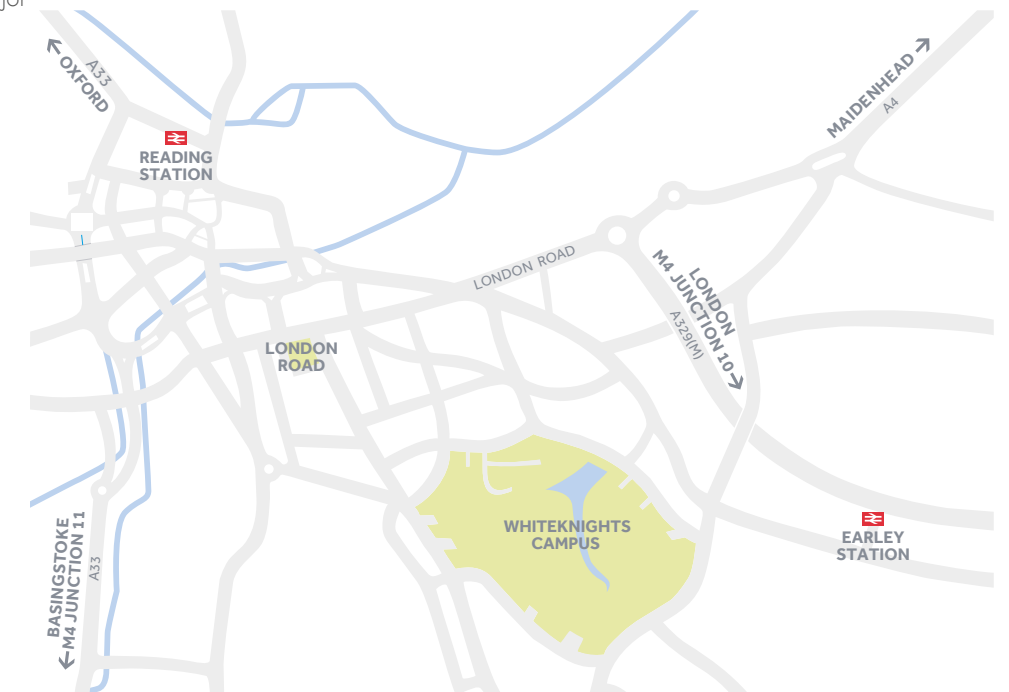 jor
OXFORD
A33
READING
STATION
MAIDENHEAD
A4
LONDON ROAD
LONDON
M4 JUNCTION 10
A329(M)
LONDON
ROAD
WHITEKNIGHTS
CAMPUS
EARLEY
STATION
BASINGSTOKE
M4 JUNCTION 11
A33